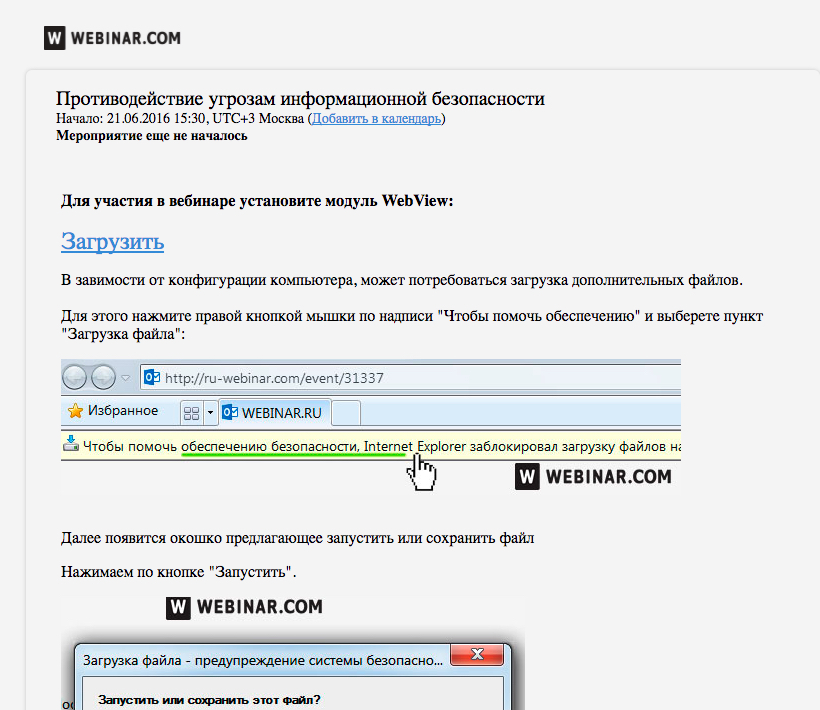 W WEBINAR.COM
Противодействие угрозам информационной безопасности
Начало: 21.06.2016 15:30, UTC+3 Москва (Добавить в календарь)
Мероприятие еще не началось
Для участия в вебинаре установите модуль WebView:
Загрузить
В завимости от конфигурации компьютера, может потребоваться загрузка дополнительных файлов.
Для этого нажмите правой кнопкой мышки по надписи "Чтобы помочь обеспечению" и выберете пункт
"Загрузка файла":
http://ru-webinar.com/event/31337
Избранное WEBINAR.RU
Чтобы помочь обеспечению безопасности, Internet Explorer заблокировал загрузку файлов на
W WEBINAR.COM
Далее появится окошко предлагающее запустить или сохранить файл
Нажимаем по кнопке "Запустить".
W WEBINAR.COM
Загрузка файла - предупреждение системы безопасно...
Запустить или сохранить этот файл?